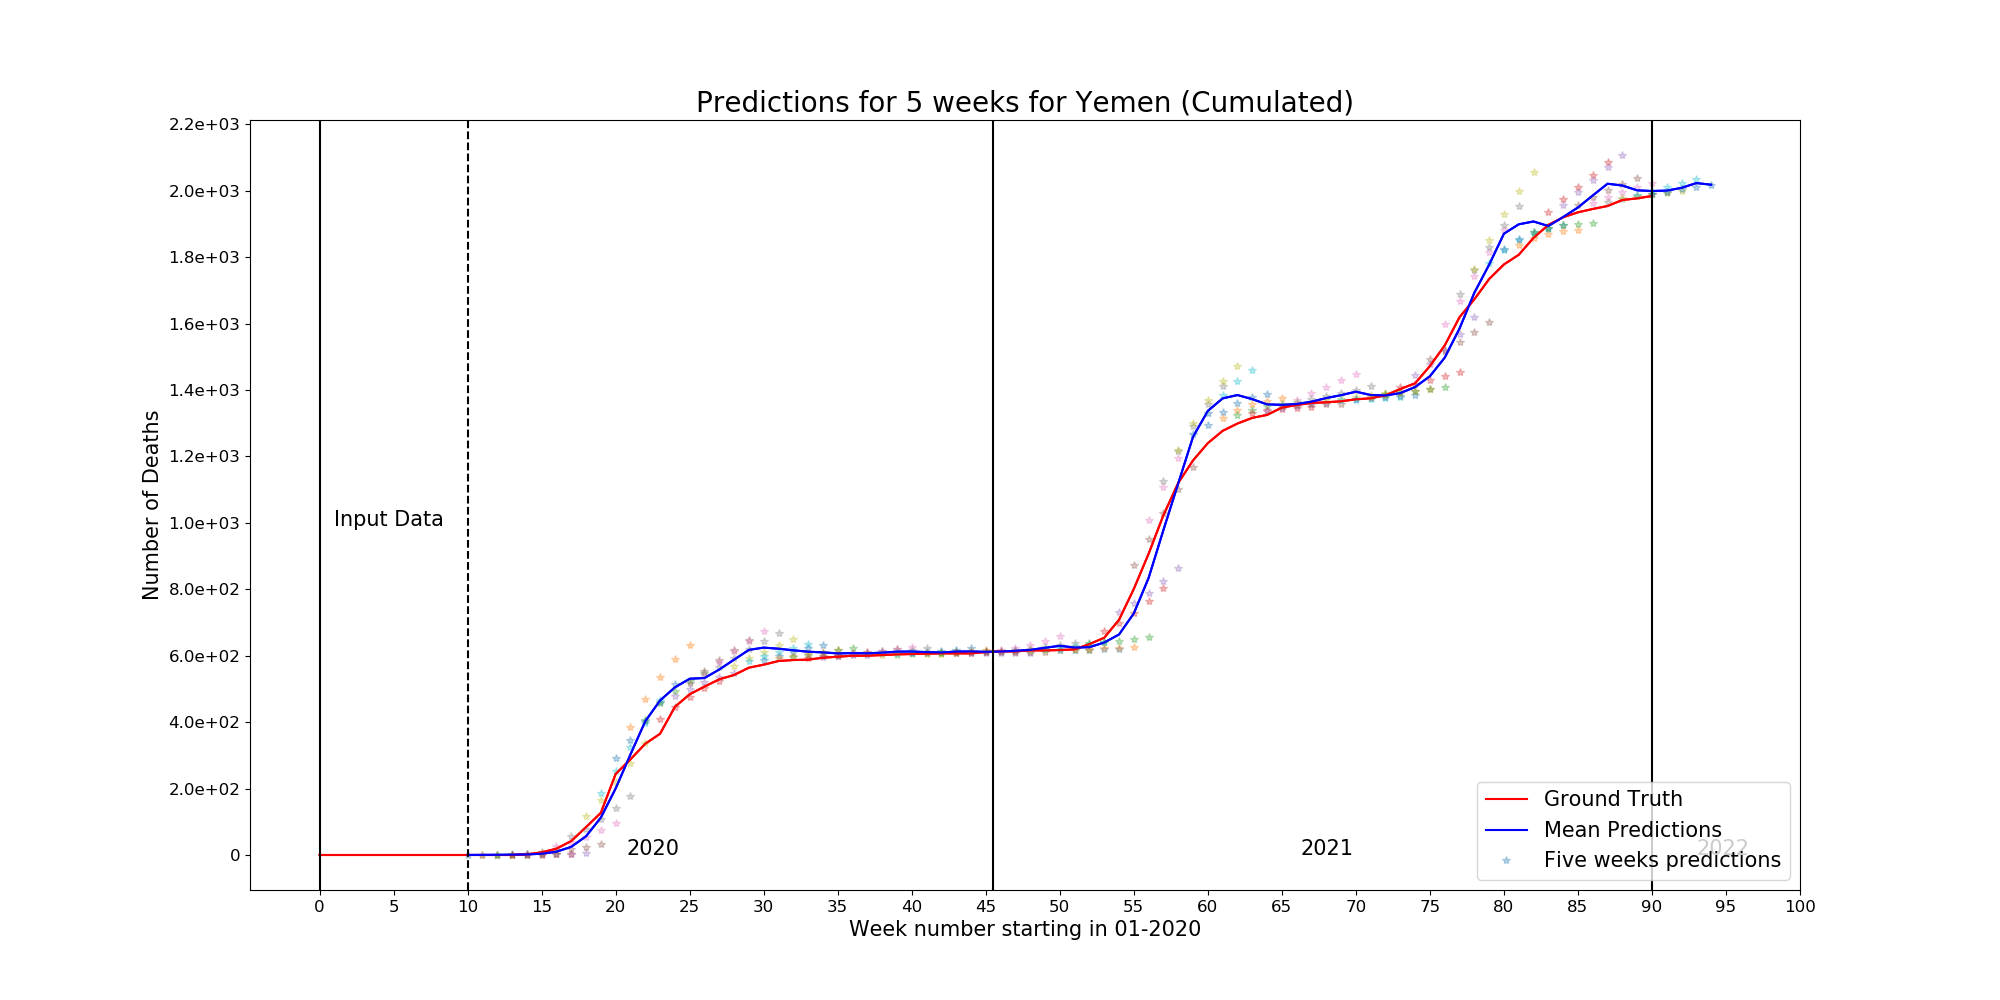 Predictions for 5 weeks for Yemen (Cumulated)
2.2e+03
2.0e+03
1.8e+03
1.6e+03
1.4e+03
1.2e+03
1.0e+03
8.0e+02
6.0e+02
4.0e+02
2.0e+02
0
Number of Deaths
Input Data
2020
2021
2022
Ground Truth
Mean Predictions
Five weeks predictions
0 5 10 15 20 25 30 35 40 45 50 55 60 65 70 75 80 85 90 95 100
Week number starting in 01-2020